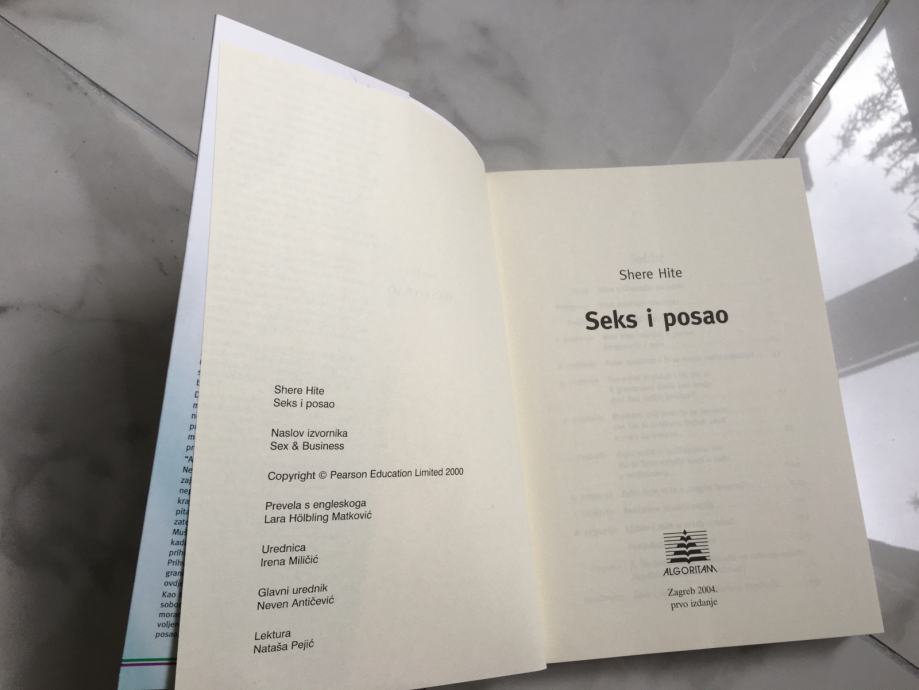 Shere Hite
Seks i posao
Naslov izvornika
Sex & Business
Copyright © Pearson Education Limited 2000
Prevela s engleskoga
Lara Hölbling Matković
Urednica
Irena Miličić
Glavni urednik
Neven Antičević
Lektura
Nataša Pejić
Shere Hite
Seks i posao
ALGORITAM
Zagreb 2004.
prvo izdanje